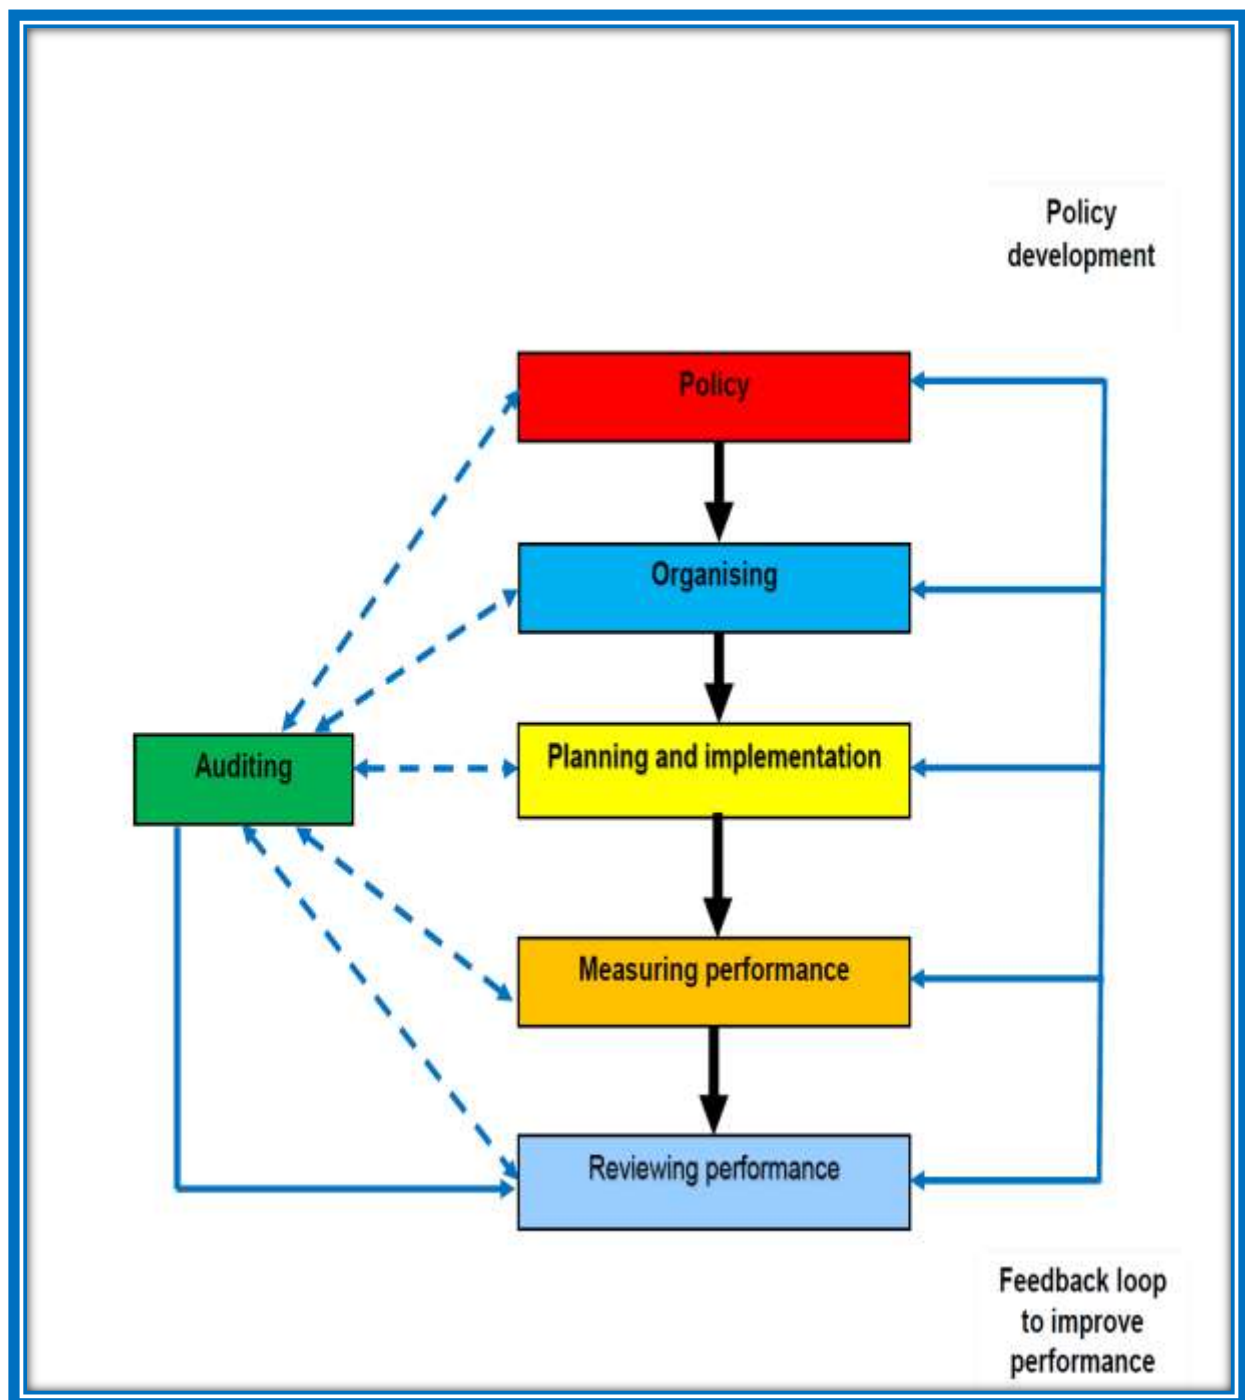 Policy
development
Policy
Organising
Planning and implementation
Auditing
Measuring performance
Reviewing performance
Feedback loop
to improve
performance